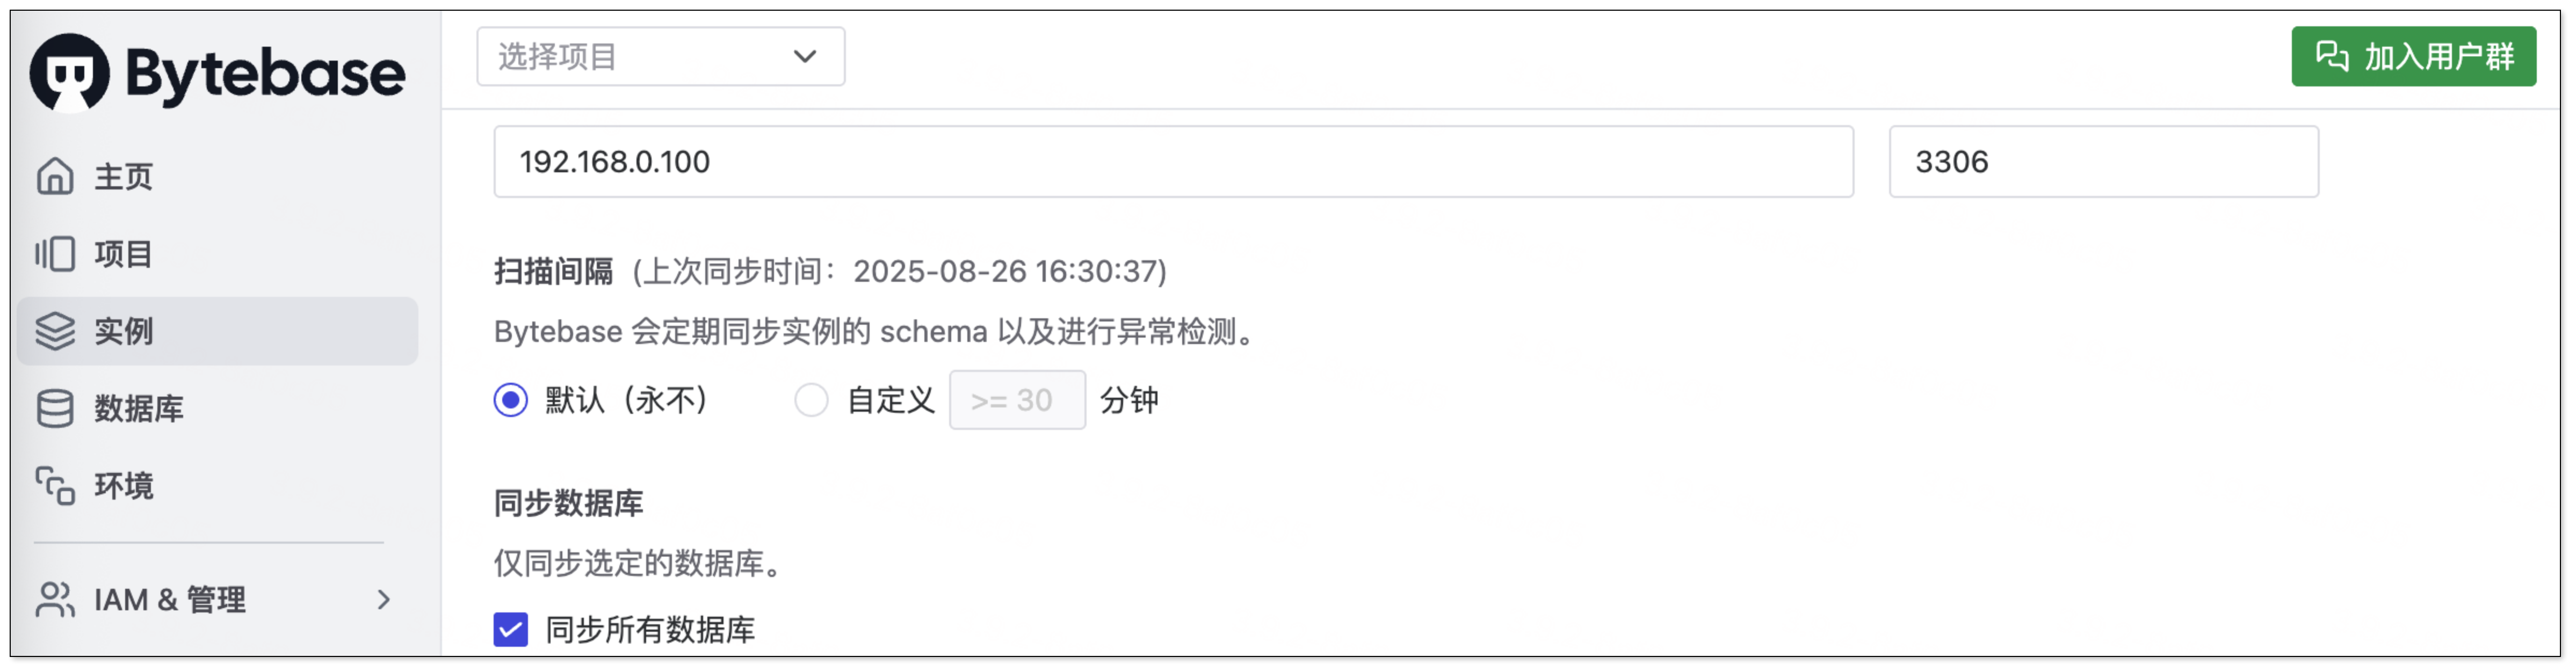 Bytebase
选择项目
加入用户群
主页
项目
实例
数据库
环境
IAM & 管理
192.168.0.100
3306
扫描间隔 (上次同步时间：2025-08-26 16:30:37)
Bytebase 会定期同步实例的 schema 以及进行异常检测。
默认（永不） 自定义 >= 30 分钟
同步数据库
仅同步选定的数据库。
同步所有数据库